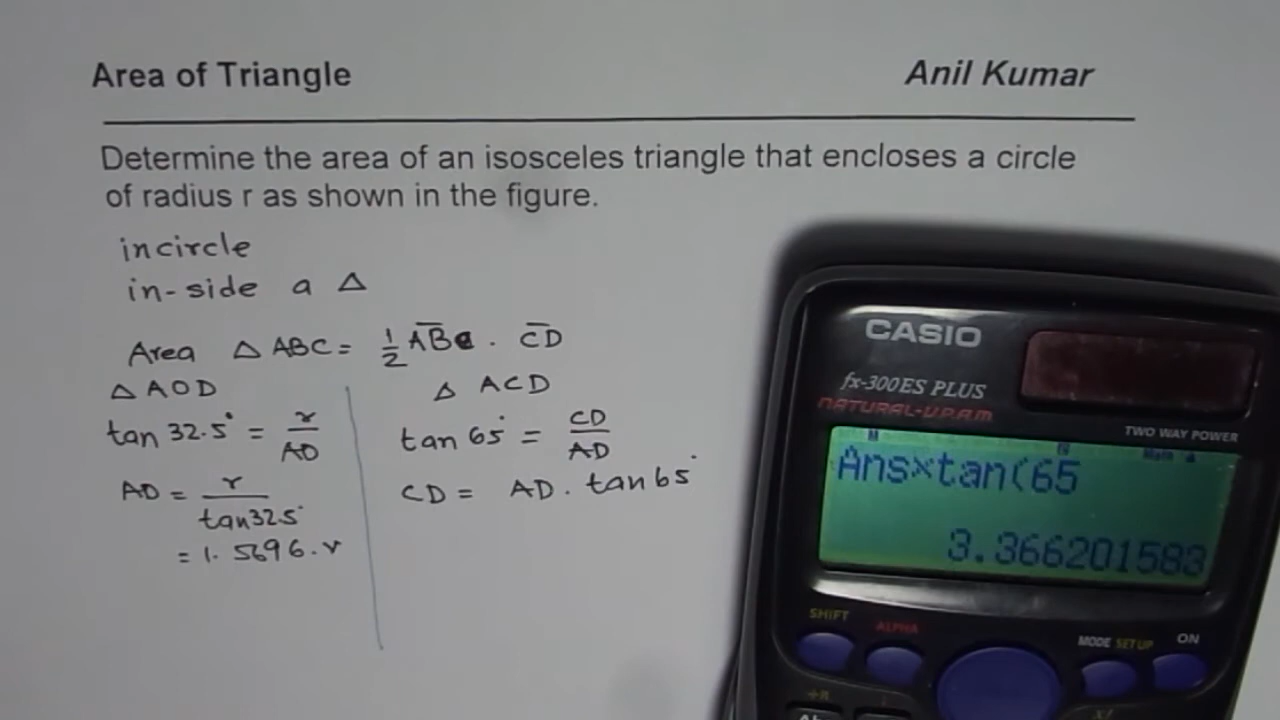 Area of Triangle
Anil Kumar
Determine the area of an isosceles triangle that encloses a circle
of radius r as shown in the figure.
incircle
in-side a △
Area △ ABC = 1/2 A̅B̅ . C̅D̅
△ AOD
tan 32.5° = r/AD
AD = r/tan32.5°
= 1.5696.r
△ ACD
tan 65° = CD/AD
CD = AD . tan65°
CASIO
fx-300ES PLUS
NATURAL-V.P.A.M.
TWO WAY POWER
Math ▲
Ans×tan(65
3.366201583
SHIFT
ALPHA
MODE SETUP
ON